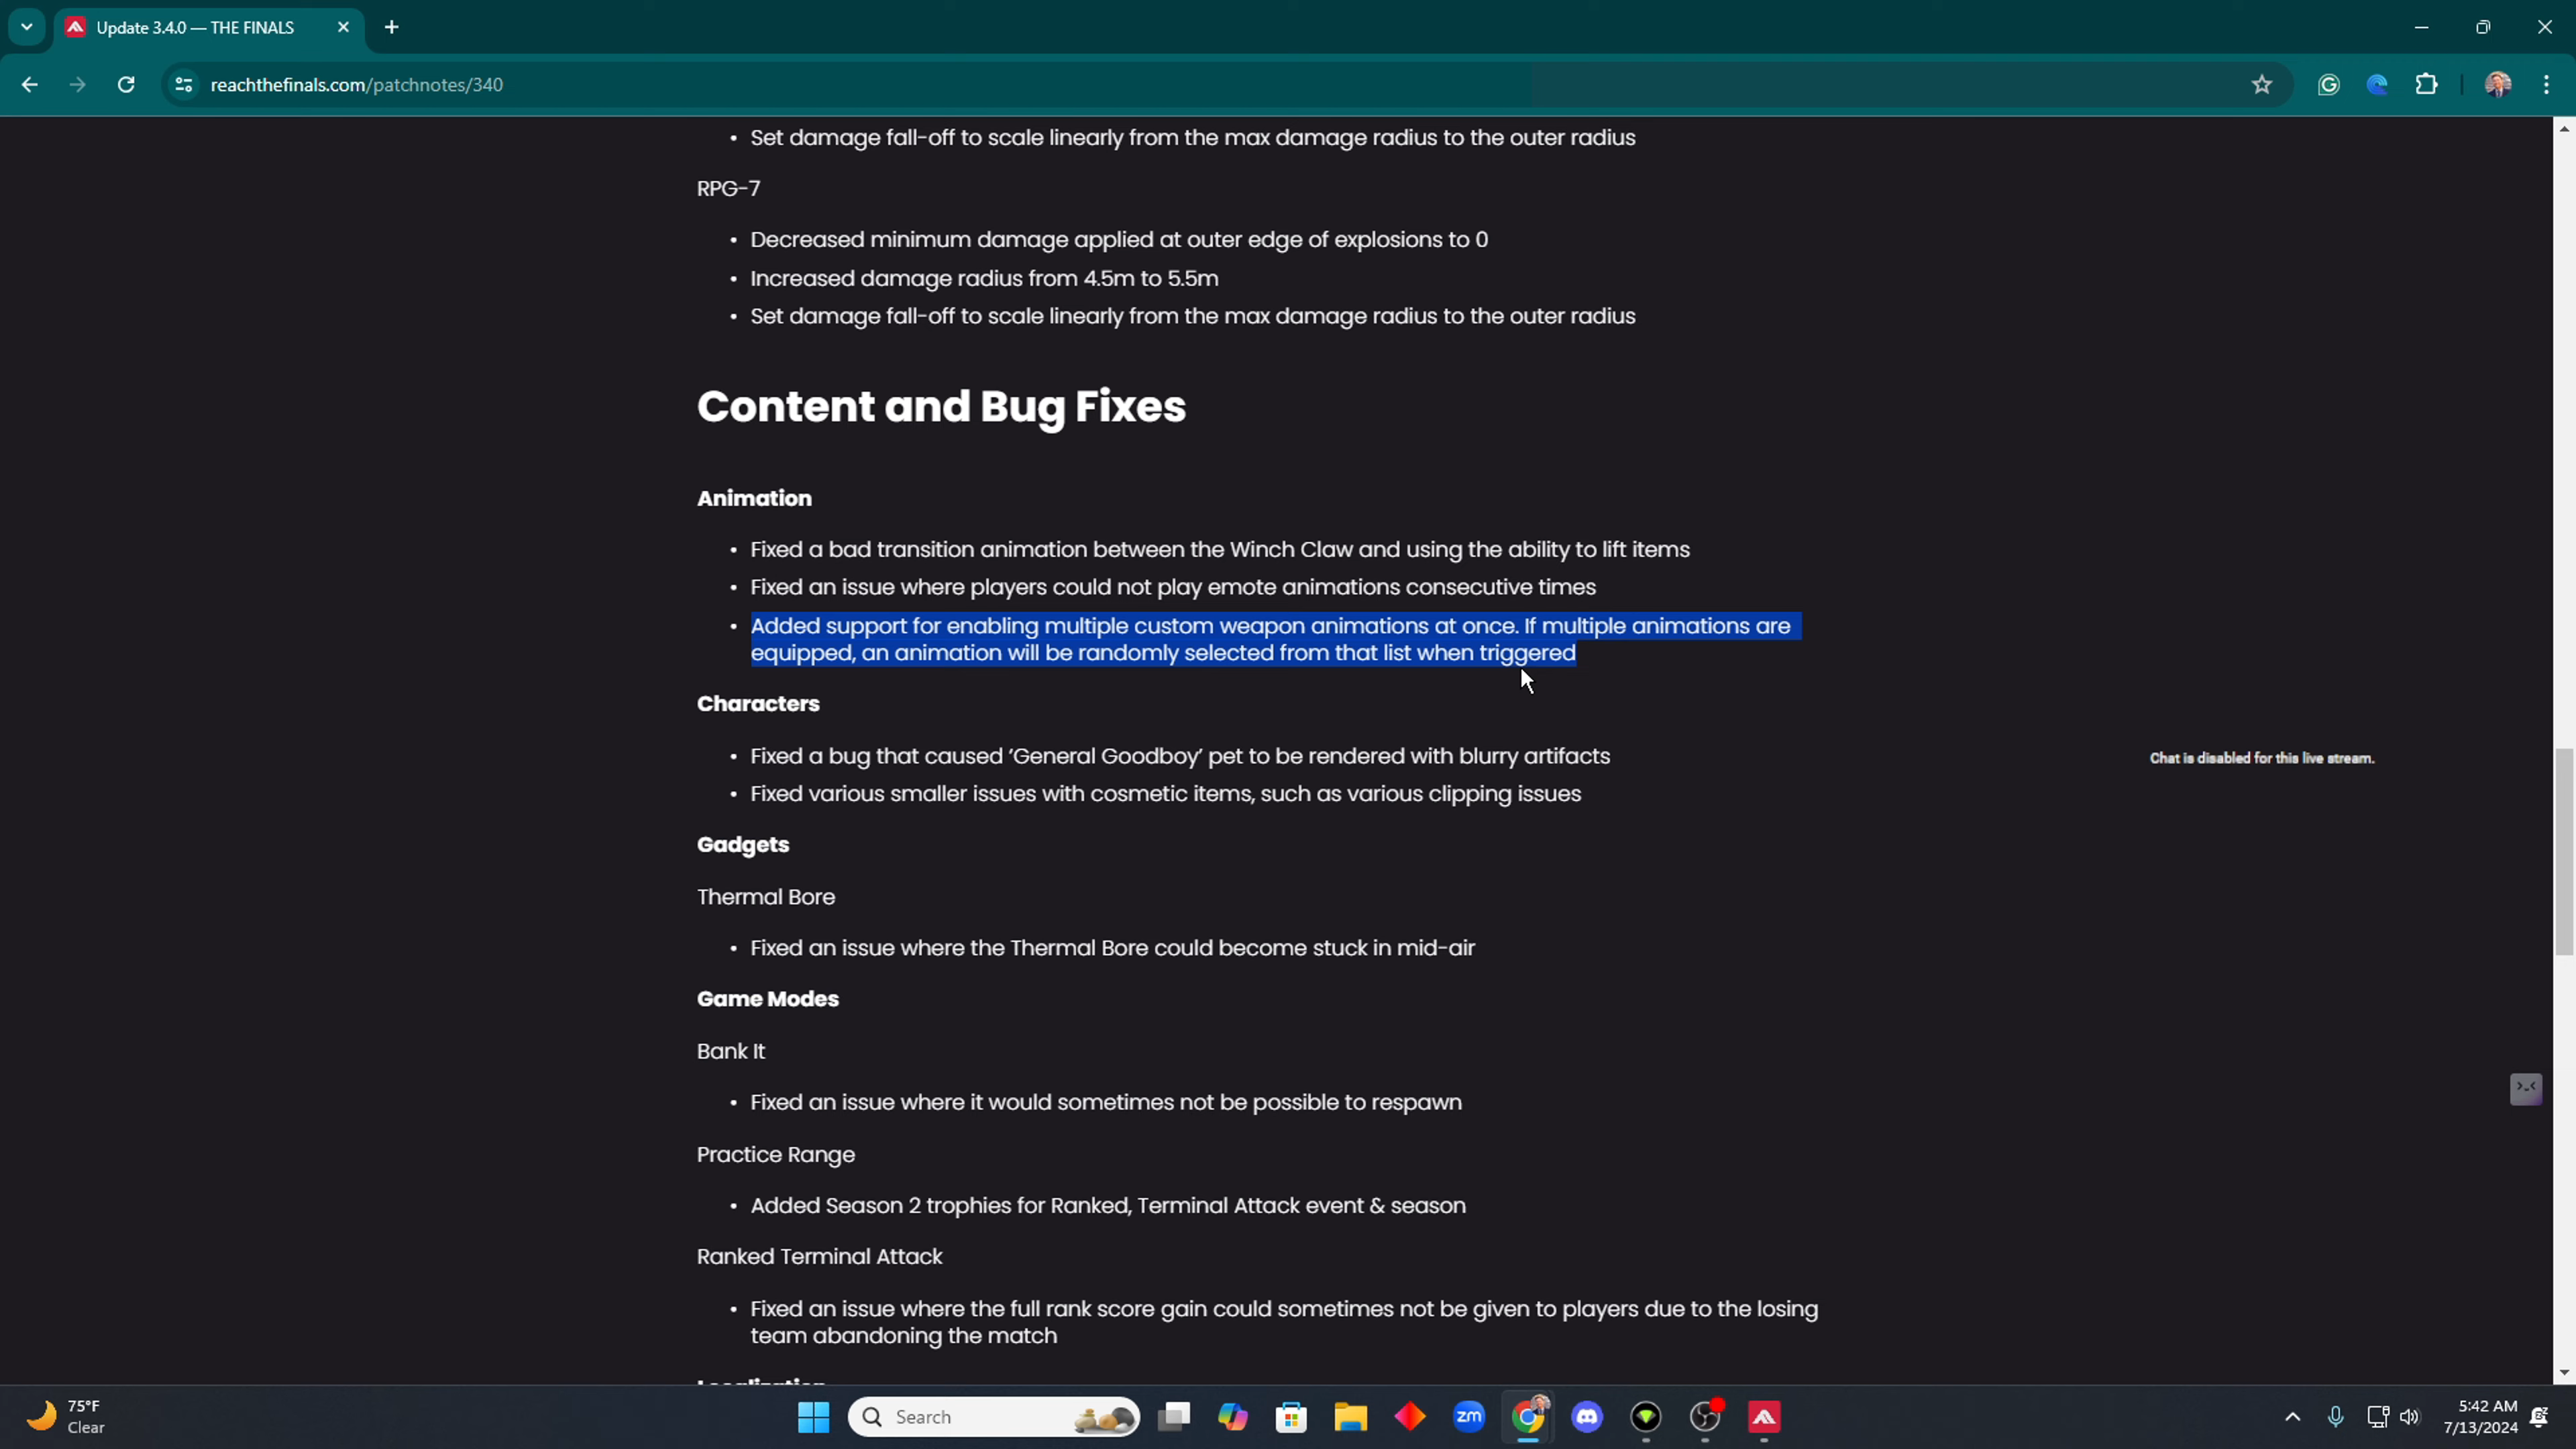 Update 3.4.0 — THE FINALS
reachthefinals.com/patchnotes/340
• Set damage fall-off to scale linearly from the max damage radius to the outer radius
RPG-7
• Decreased minimum damage applied at outer edge of explosions to 0
• Increased damage radius from 4.5m to 5.5m
• Set damage fall-off to scale linearly from the max damage radius to the outer radius
Content and Bug Fixes
Animation
• Fixed a bad transition animation between the Winch Claw and using the ability to lift items
• Fixed an issue where players could not play emote animations consecutive times
• Added support for enabling multiple custom weapon animations at once. If multiple animations are
equipped, an animation will be randomly selected from that list when triggered
Characters
• Fixed a bug that caused ‘General Goodboy’ pet to be rendered with blurry artifacts
• Fixed various smaller issues with cosmetic items, such as various clipping issues
Chat is disabled for this live stream.
Gadgets
Thermal Bore
• Fixed an issue where the Thermal Bore could become stuck in mid-air
Game Modes
Bank It
• Fixed an issue where it would sometimes not be possible to respawn
Practice Range
• Added Season 2 trophies for Ranked, Terminal Attack event & season
Ranked Terminal Attack
• Fixed an issue where the full rank score gain could sometimes not be given to players due to the losing
team abandoning the match
Localization
75°F
Clear
Search
zm
5:42 AM
7/13/2024